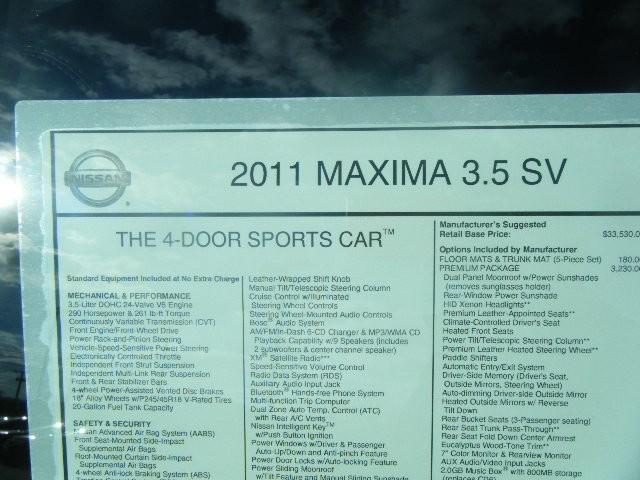 NISSAN
2011 MAXIMA 3.5 SV
THE 4-DOOR SPORTS CAR™
Standard Equipment Included at No Extra Charge
MECHANICAL & PERFORMANCE
3.5-Liter DOHC 24-Valve V6 Engine
290 Horsepower & 261 lb-ft Torque
Continuously Variable Transmission (CVT)
Front Engine/Front-Wheel Drive
Power Rack-and-Pinion Steering
Vehicle-Speed-Sensitive Power Steering
Electronically Controlled Throttle
Independent Front Strut Suspension
Independent Multi-Link Rear Suspension
Front & Rear Stabilizer Bars
4-wheel Power-Assisted Vented Disc Brakes
18" Alloy Wheels w/P245/45R18 V-Rated Tires
20-Gallon Fuel Tank Capacity
SAFETY & SECURITY
Nissan Advanced Air Bag System (AABS)
Front Seat-Mounted Side-Impact
Supplemental Air Bags
Roof-Mounted Curtain Side-Impact
Supplemental Air Bags
4-wheel Anti-lock Braking System (ABS)
Leather-Wrapped Shift Knob
Manual Tilt/Telescopic Steering Column
Cruise Control w/Illuminated
Steering Wheel Controls
Steering Wheel-Mounted Audio Controls
Bose® Audio System
AM/FM/In-Dash 6-CD Changer & MP3/WMA CD
Playback Capability w/9 Speakers (includes
2 subwoofers & center channel speaker)
XM® Satellite Radio***
Speed-Sensitive Volume Control
Radio Data System (RDS)
Auxiliary Audio Input Jack
Bluetooth® Hands-free Phone System
Multi-function Trip Computer
Dual Zone Auto Temp. Control (ATC)
with Rear A/C Vents
Nissan Intelligent Key™
w/Push Button Ignition
Power Windows w/Driver & Passenger
Auto-Up/Down and Anti-pinch Feature
Power Door Locks w/Auto-locking Feature
Power Sliding Moonroof
w/Tilt Feature and Manual Sliding Sunshade
Manufacturer's Suggested
Retail Base Price: $33,530.0
Options Included by Manufacturer
FLOOR MATS & TRUNK MAT (5-Piece Set) 180.00
PREMIUM PACKAGE 3,230.00
Dual Panel Moonroof w/Power Sunshades
(removes sunglasses holder)
Rear-Window Power Sunshade
HID Xenon Headlights**
Premium Leather-Appointed Seats**
Climate-Controlled Driver's Seat
Heated Front Seats
Power Tilt/Telescopic Steering Column**
Premium Leather Heated Steering Wheel**
Paddle Shifters
Automatic Entry/Exit System
Driver-Side Memory (Driver's Seat,
Outside Mirrors, Steering Wheel)
Auto-dimming Driver-side Outside Mirror
Heated Outside Mirrors w/ Reverse
Tilt Down
Rear Bucket Seats (3-Passenger seating)
Rear Seat Trunk Pass-Through**
Rear Seat Fold Down Center Armrest
Eucalyptus Wood-Tone Trim**
7" Color Monitor & Rearview Monitor
AUX Audio/Video Input Jacks
2.0GB Music Box® with 800MB storage
(replaces CD6)